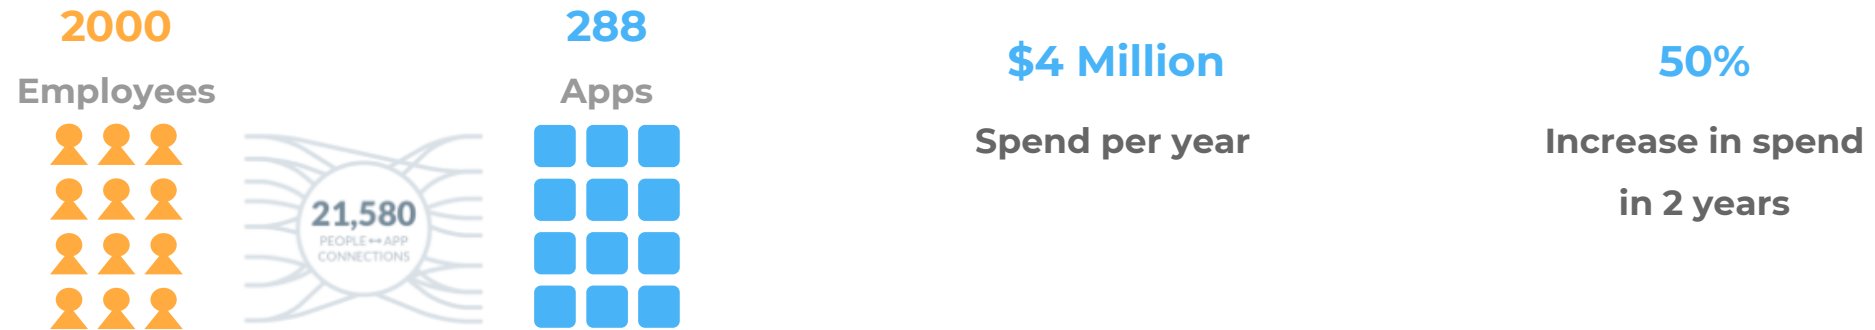 2000
Employees
288
Apps
21,580
PEOPLE↔APP
CONNECTIONS
$4 Million
Spend per year
50%
Increase in spend
in 2 years